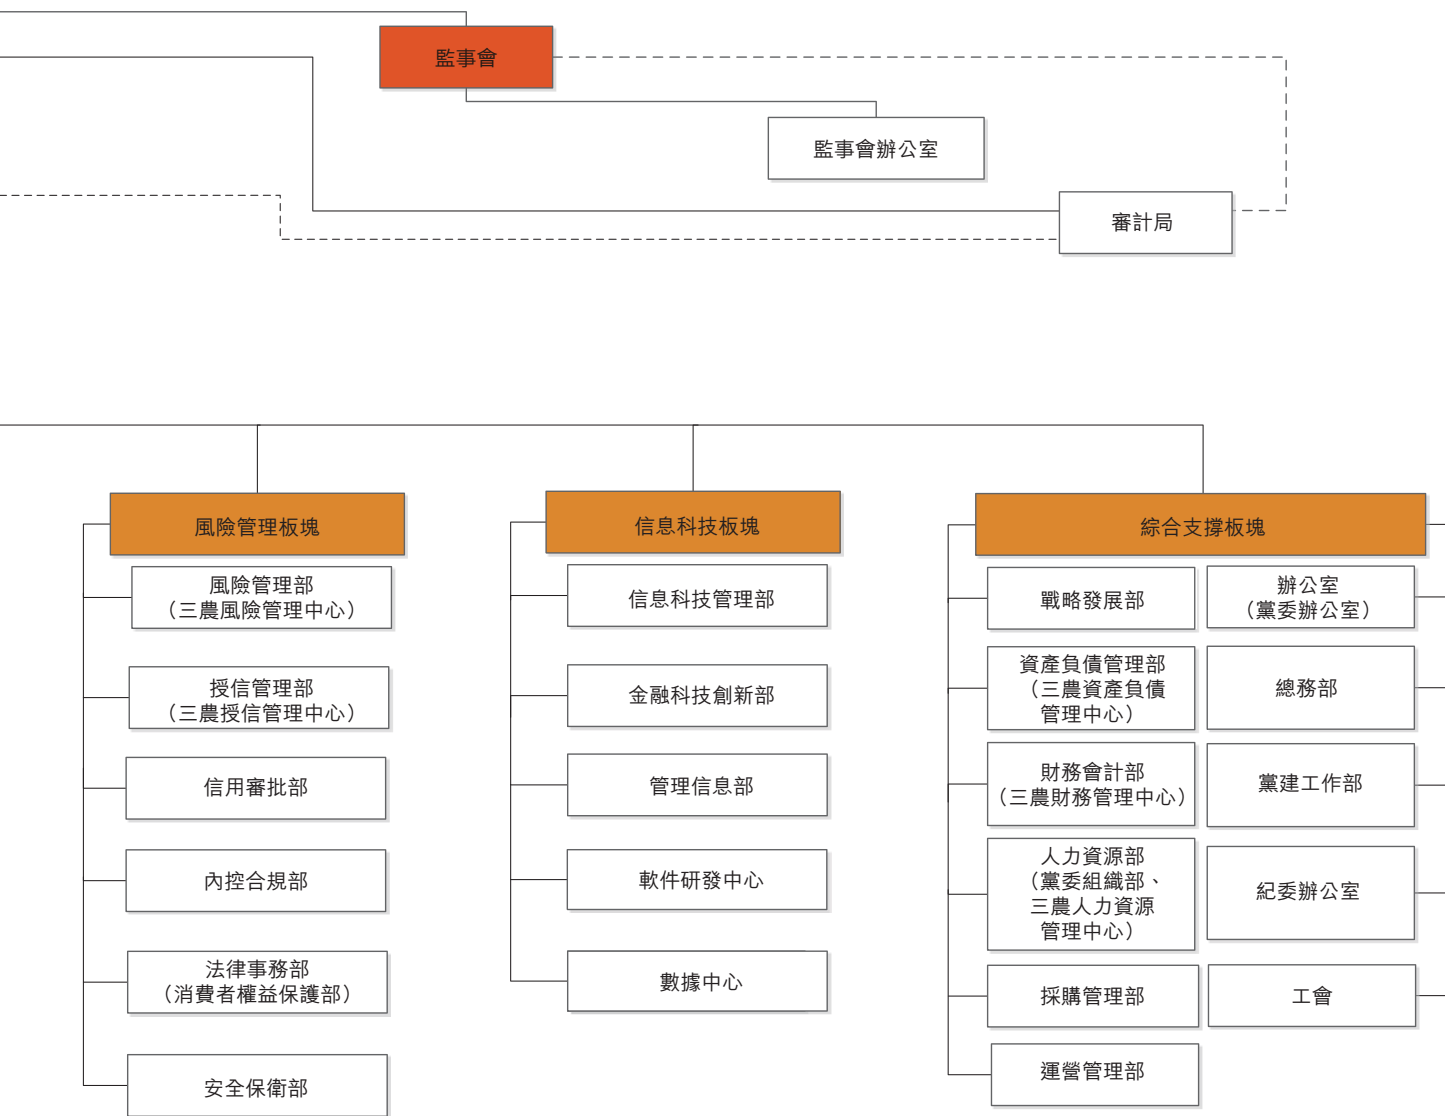 監事會
監事會辦公室
審計局
風險管理板塊
風險管理部
（三農風險管理中心）
授信管理部
（三農授信管理中心）
信用審批部
內控合規部
法律事務部
（消費者權益保護部）
安全保衛部
信息科技板塊
信息科技管理部
金融科技創新部
管理信息部
軟件研發中心
數據中心
綜合支撐板塊
戰略發展部
資產負債管理部
（三農資產負債
管理中心）
財務會計部
（三農財務管理中心）
人力資源部
（黨委組織部、
三農人力資源
管理中心）
採購管理部
運營管理部
辦公室
（黨委辦公室）
總務部
黨建工作部
紀委辦公室
工會